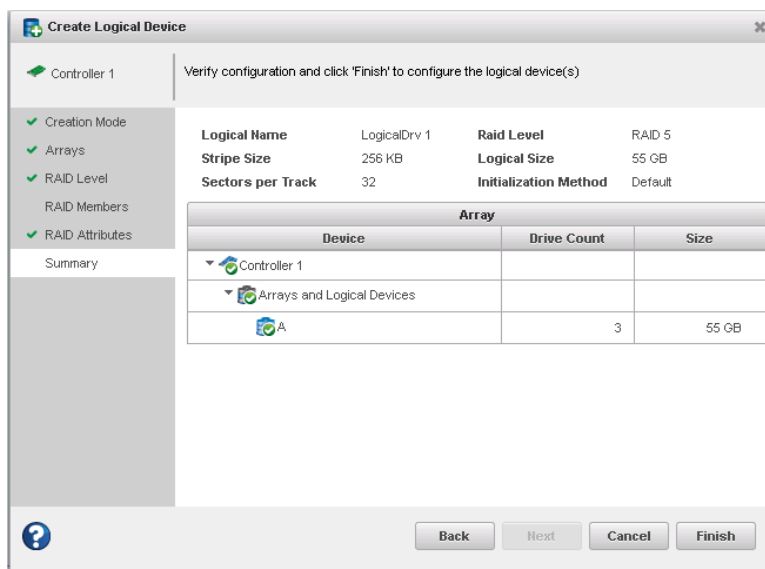 Create Logical Device
Controller 1
Verify configuration and click 'Finish' to configure the logical device(s)
Creation Mode
Arrays
RAID Level
RAID Members
RAID Attributes
Summary
Logical Name LogicalDrv 1 Raid Level RAID 5
Stripe Size 256 KB Logical Size 55 GB
Sectors per Track 32 Initialization Method Default
Array
Device Drive Count Size
Controller 1
Arrays and Logical Devices
A 3 55 GB
? Back Next Cancel Finish